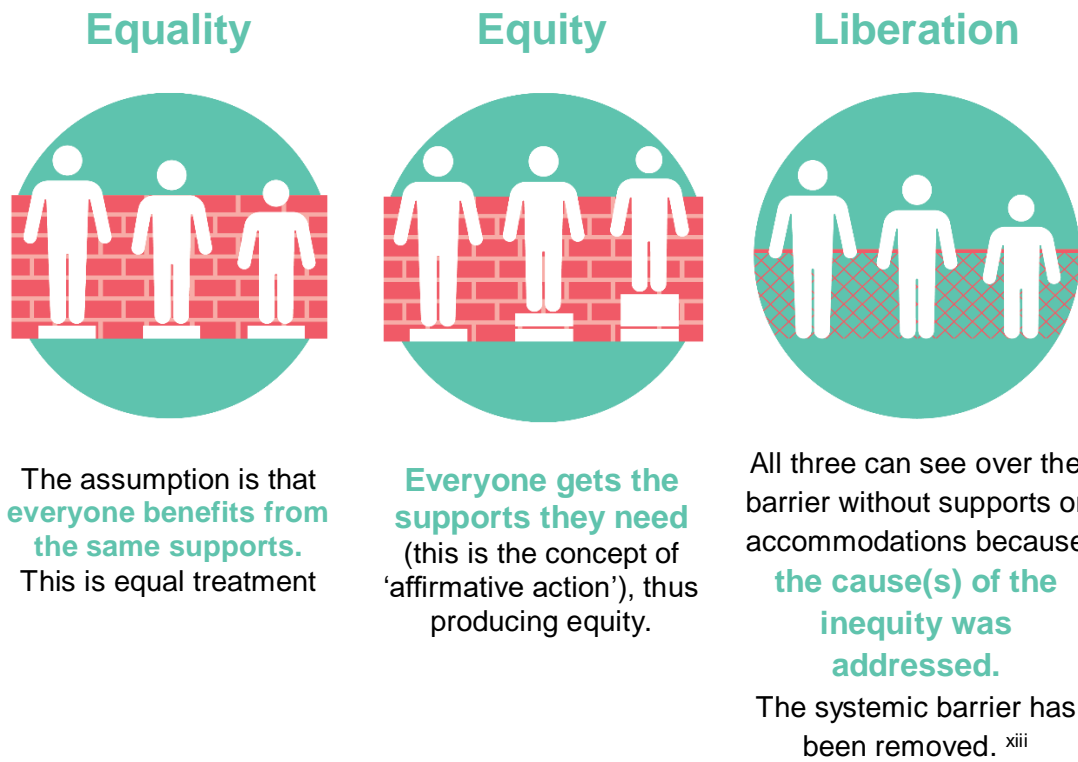 Equality
The assumption is that
everyone benefits from
the same supports.
This is equal treatment
Equity
Everyone gets the
supports they need
(this is the concept of
‘affirmative action’), thus
producing equity.
Liberation
All three can see over the
barrier without supports or
accommodations because
the cause(s) of the
inequity was
addressed.
The systemic barrier has
been removed. xiii